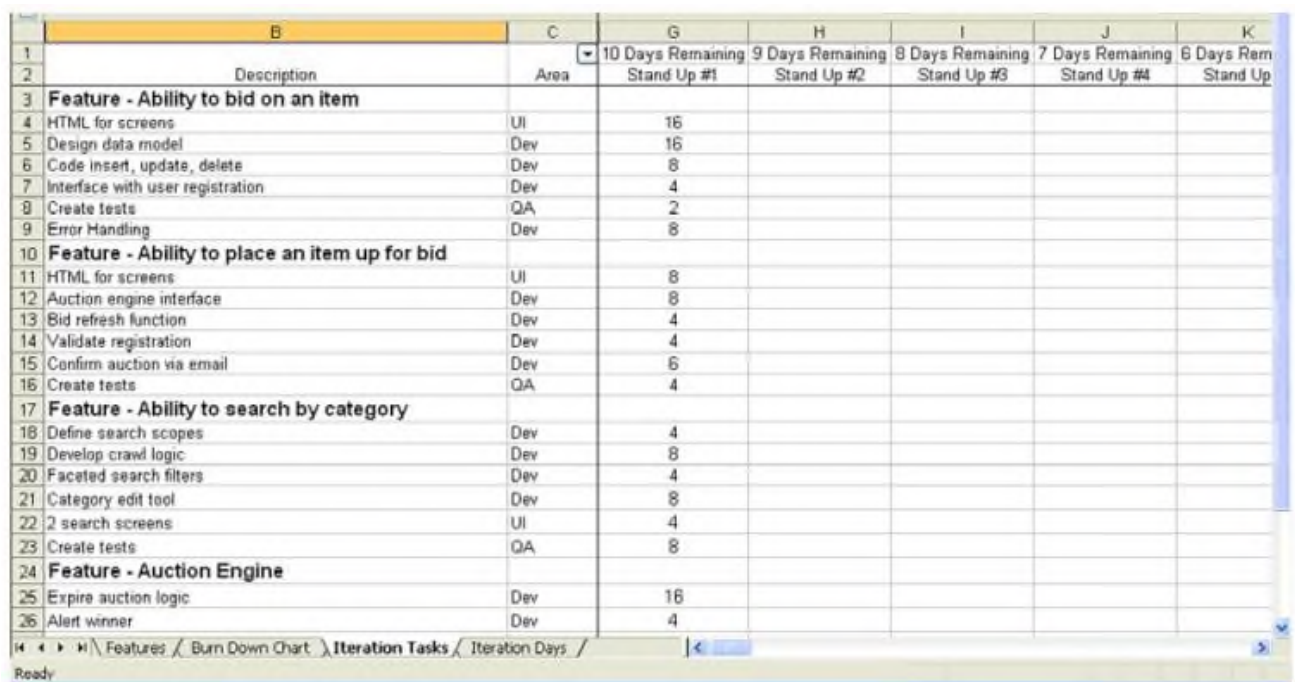 B C G H I J K
1 10 Days Remaining 9 Days Remaining 8 Days Remaining 7 Days Remaining 6 Days Rem
2 Description Area Stand Up #1 Stand Up #2 Stand Up #3 Stand Up #4 Stand Up
3 Feature - Ability to bid on an item
4 HTML for screens UI 16
5 Design data model Dev 16
6 Code insert, update, delete Dev 8
7 Interface with user registration Dev 4
8 Create tests QA 2
9 Error Handling Dev 8
10 Feature - Ability to place an item up for bid
11 HTML for screens UI 8
12 Auction engine interface Dev 8
13 Bid refresh function Dev 4
14 Validate registration Dev 4
15 Confirm auction via email Dev 6
16 Create tests QA 4
17 Feature - Ability to search by category
18 Define search scopes Dev 4
19 Develop crawl logic Dev 8
20 Faceted search filters Dev 4
21 Category edit tool Dev 8
22 2 search screens UI 4
23 Create tests QA 8
24 Feature - Auction Engine
25 Expire auction logic Dev 16
26 Alert winner Dev 4
Features / Burn Down Chart \ Iteration Tasks / Iteration Days /
Ready